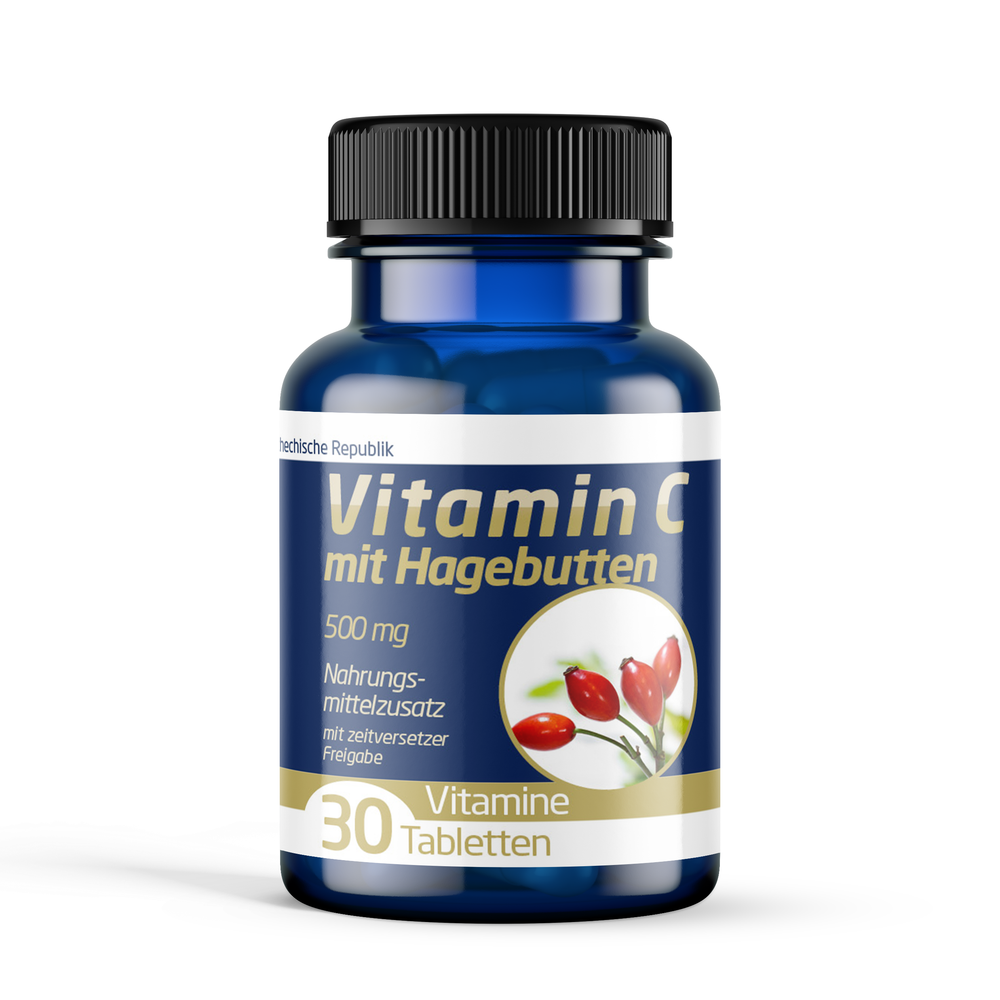 hechische Republik
Vitamin C
mit Hagebutten
500 mg
Nahrungs-
mittelzusatz
mit zeitversetzer
Freigabe
Vitamine
30 Tabletten